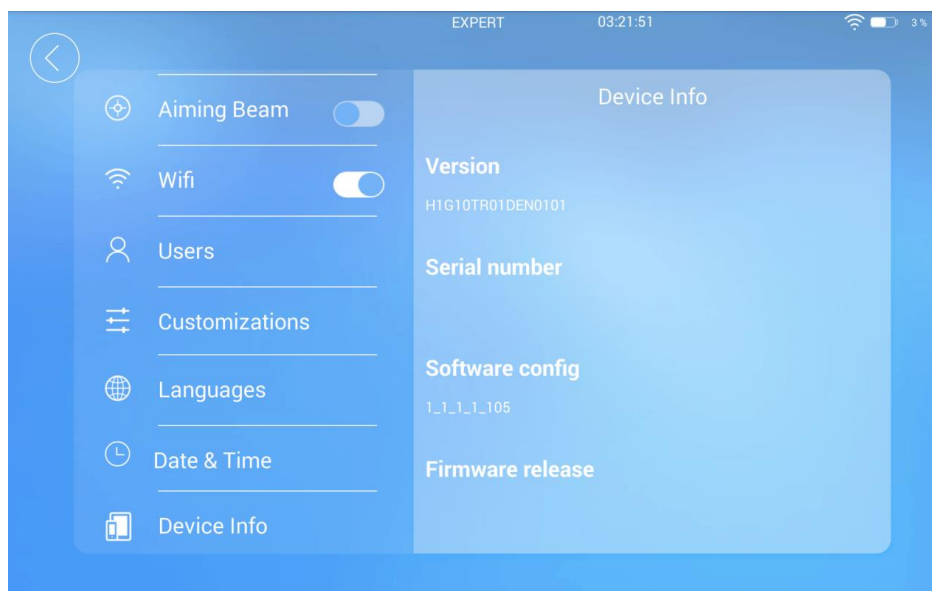 EXPERT 03:21:51 3 %
Aiming Beam
Wifi
Users
Customizations
Languages
Date & Time
Device Info
Device Info
Version
H1G10TR01DEN0101
Serial number
Software config
1_1_1_1_105
Firmware release